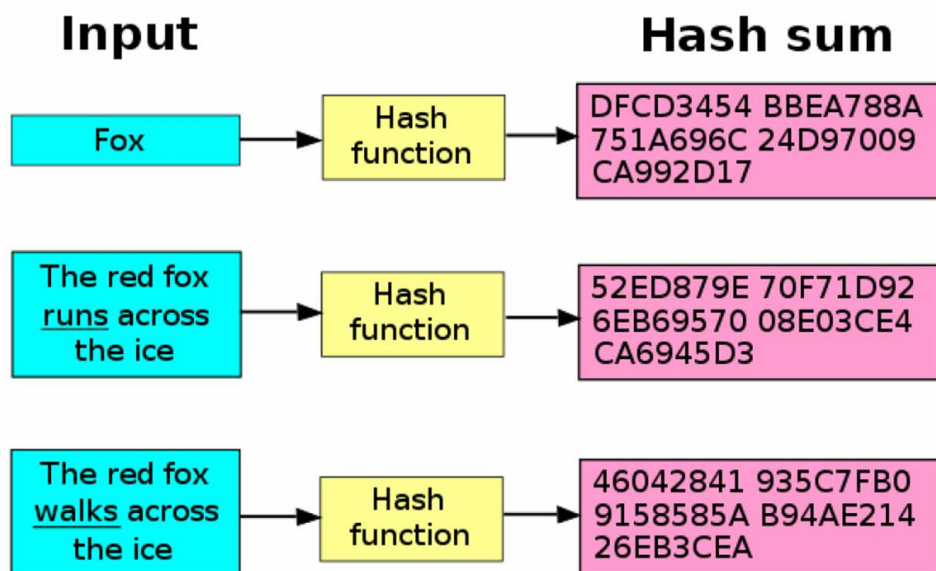 Input
Hash sum
Fox
Hash
function
DFCD3454 BBEA788A
751A696C 24D97009
CA992D17
The red fox
runs across
the ice
Hash
function
52ED879E 70F71D92
6EB69570 08E03CE4
CA6945D3
The red fox
walks across
the ice
Hash
function
46042841 935C7FB0
9158585A B94AE214
26EB3CEA